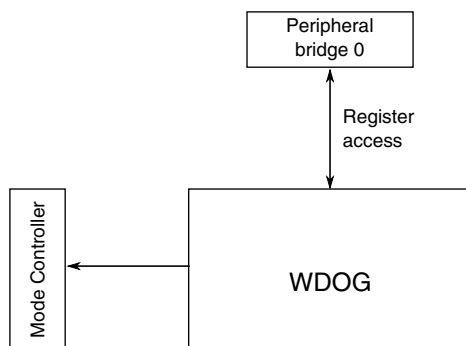 Peripheral
bridge 0
Register
access
Mode Controller
WDOG